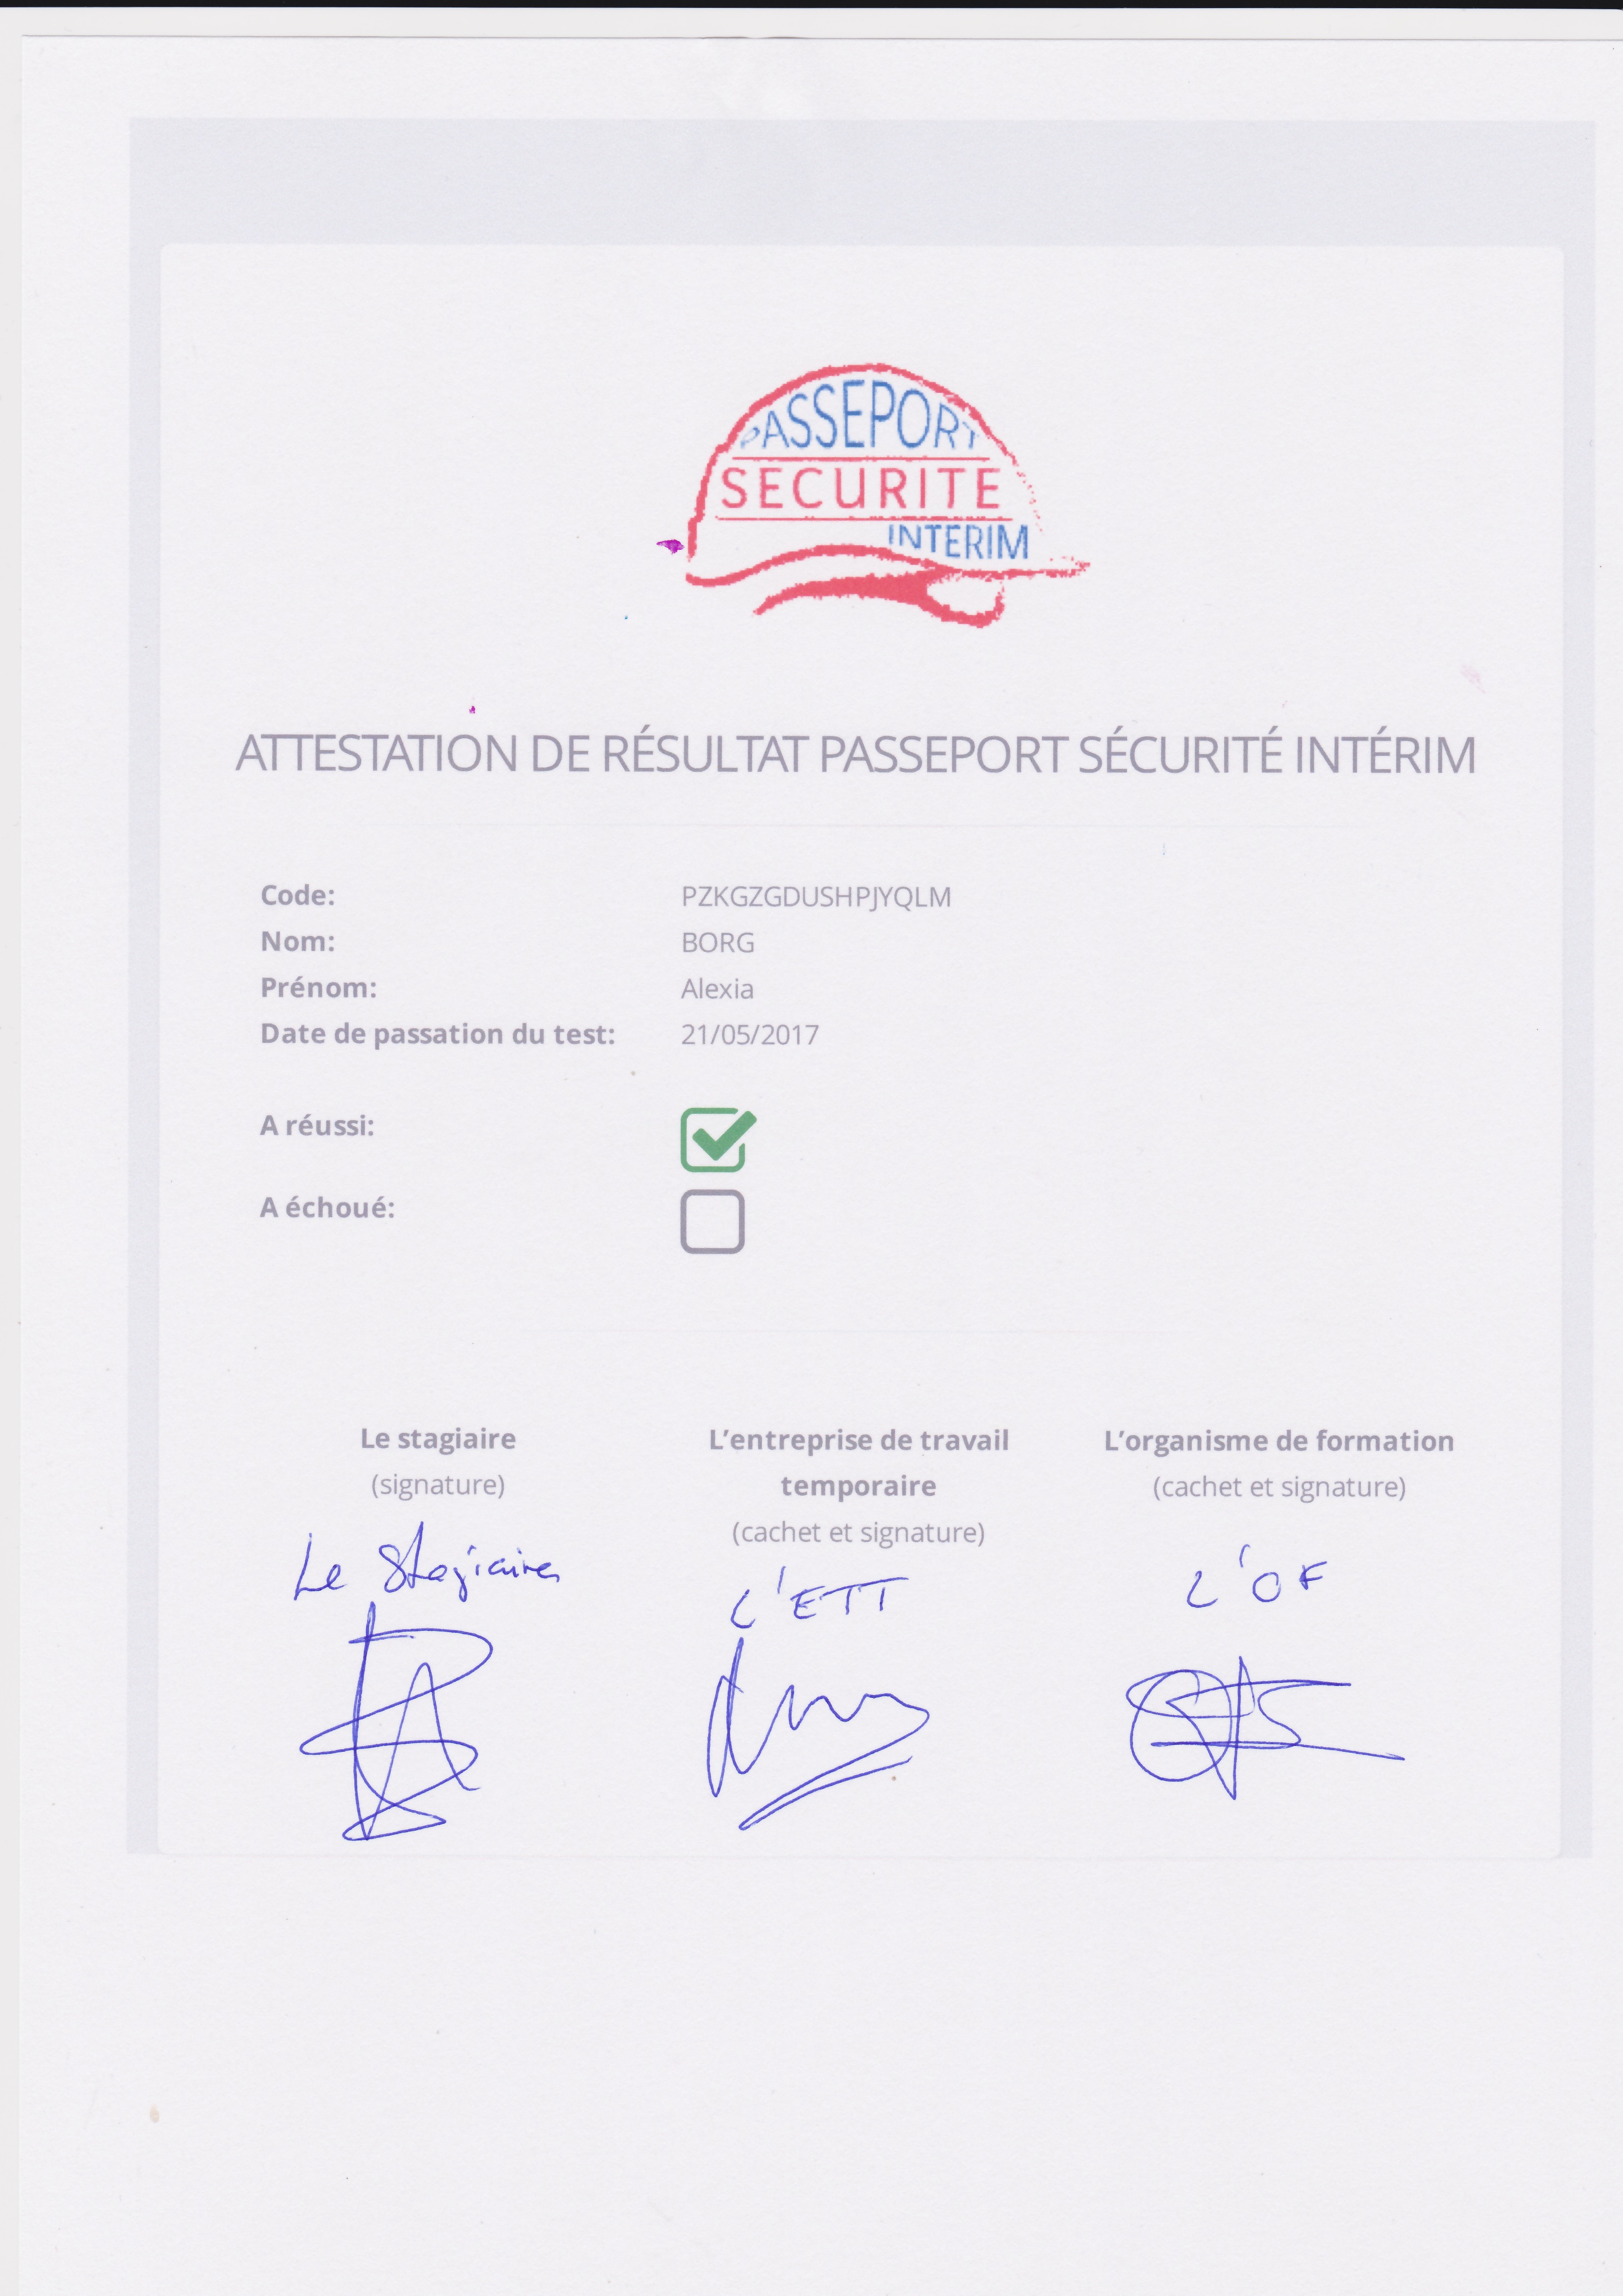 PASSEPORT
SECURITE
INTERIM
ATTESTATION DE RÉSULTAT PASSEPORT SÉCURITÉ INTÉRIM
Code: PZKGZGDUSHPJYQLM
Nom: BORG
Prénom: Alexia
Date de passation du test: 21/05/2017
A réussi:
A échoué:
Le stagiaire
(signature)
Le Stagiaire
L’entreprise de travail
temporaire
(cachet et signature)
L'ETT
L’organisme de formation
(cachet et signature)
L'OF